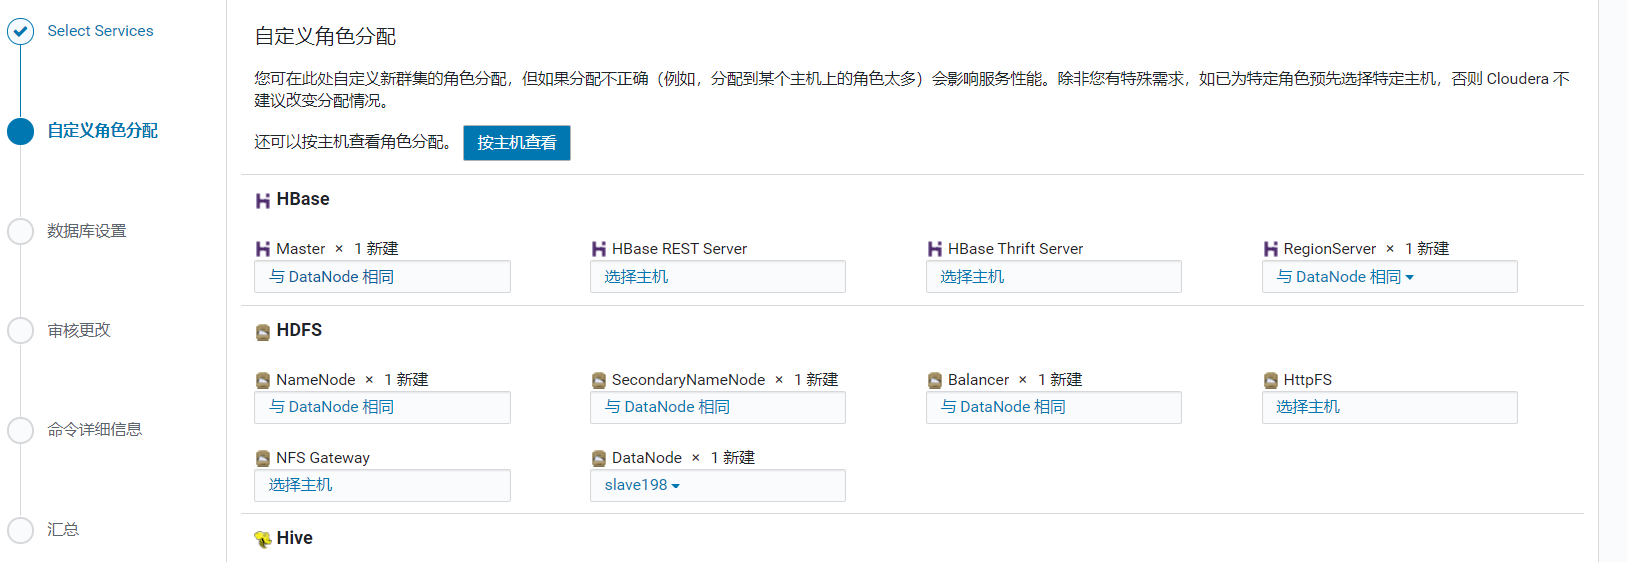 Select Services
自定义角色分配
数据库设置
审核更改
命令详细信息
汇总
自定义角色分配
您可在此处自定义新群集的角色分配，但如果分配不正确（例如，分配到某个主机上的角色太多）会影响服务性能。除非您有特殊需求，如已为特定角色预先选择特定主机，否则 Cloudera 不
建议改变分配情况。
还可以按主机查看角色分配。 按主机查看
HBase
Master × 1 新建 HBase REST Server HBase Thrift Server RegionServer × 1 新建
与 DataNode 相同 选择主机 选择主机 与 DataNode 相同
HDFS
NameNode × 1 新建 SecondaryNameNode × 1 新建 Balancer × 1 新建 HttpFS
与 DataNode 相同 与 DataNode 相同 与 DataNode 相同 选择主机
NFS Gateway DataNode × 1 新建
选择主机 slave198
Hive